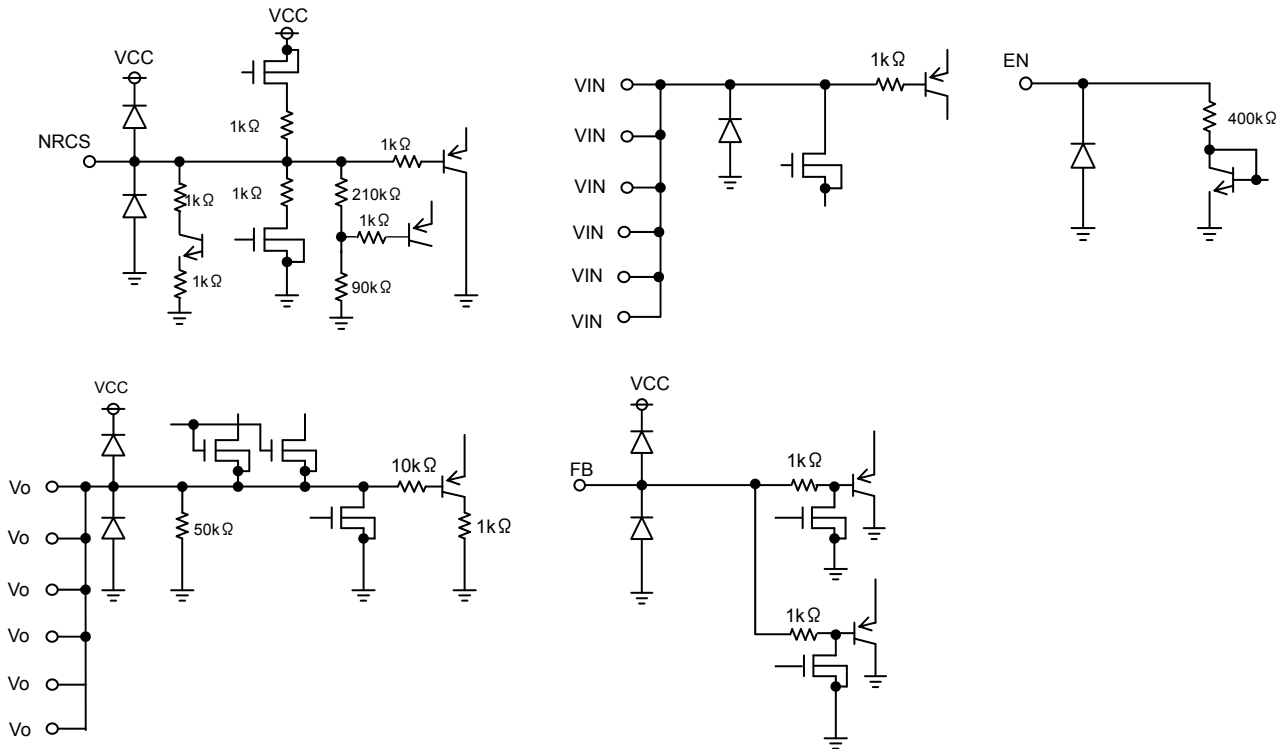 VCC
VCC
1kΩ
NRCS
1kΩ
1kΩ
1kΩ
210kΩ
1kΩ
1kΩ
90kΩ
VIN
VIN
VIN
VIN
VIN
VIN
1kΩ
EN
400kΩ
VCC
Vo
Vo
Vo
Vo
Vo
Vo
50kΩ
10kΩ
1kΩ
VCC
FB
1kΩ
1kΩ